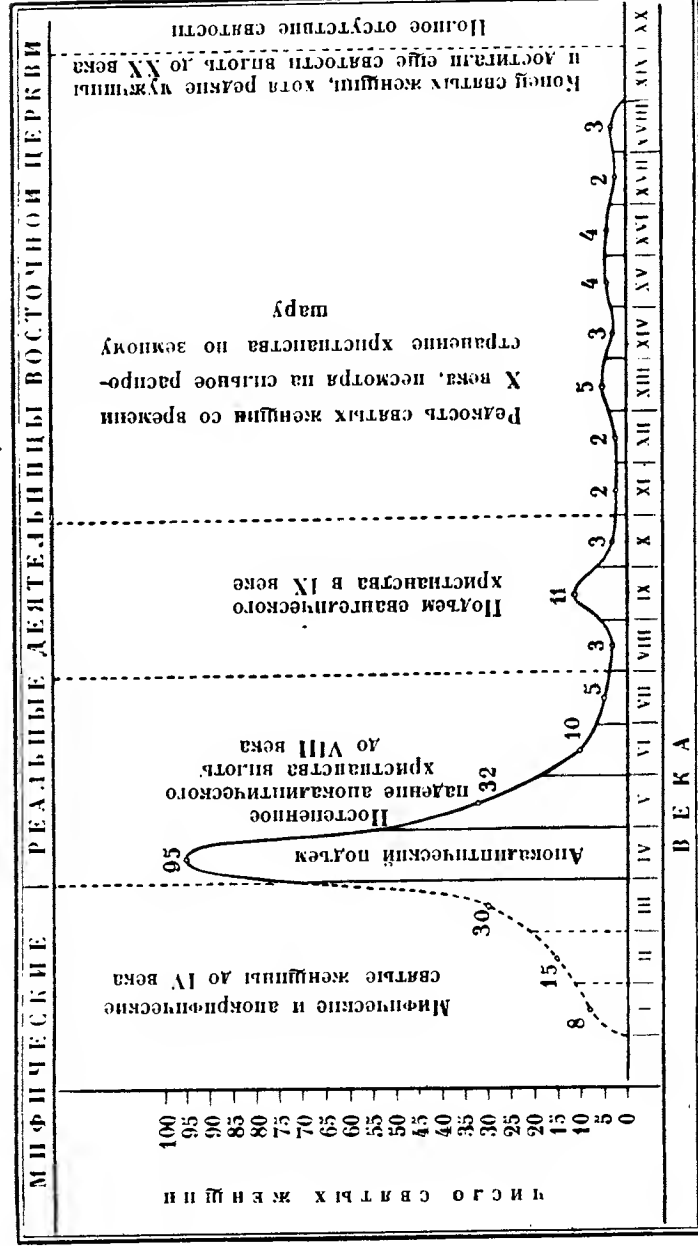 МИФИЧЕСКИЕ
РЕАЛЬНЫЕ ДЕЯТЕЛЬНИЦЫ ВОСТОЧНОЙ ЦЕРКВИ
ЧИСЛО СВЯТЫХ ЖЕНЩИН
100
95
90
85
80
75
70
65
60
55
50
45
40
35
30
25
20
15
10
5
0
Мифические и апокрифические
святые женщины до IV века
Апокалиптический подъем
Постепенное
падение апокалиптического
христианства вплоть
до VIII века
Подъем евангелического
христианства в IX веке
Редкость святых женщин со времени
X века, несмотря на сильное распро-
странение христианства по земному
шару
Конец святых женщин, хотя редкие мужчины
и достигали еще святости вплоть до XX века
Полное отсутствие святости
8
15
30
95
32
10
5
3
11
3
2
2
5
3
4
4
2
3
I II III IV V VI VII VIII IX X XI XII XIII XIV XV XVI XVII XVIII XIX XX
ВЕКА